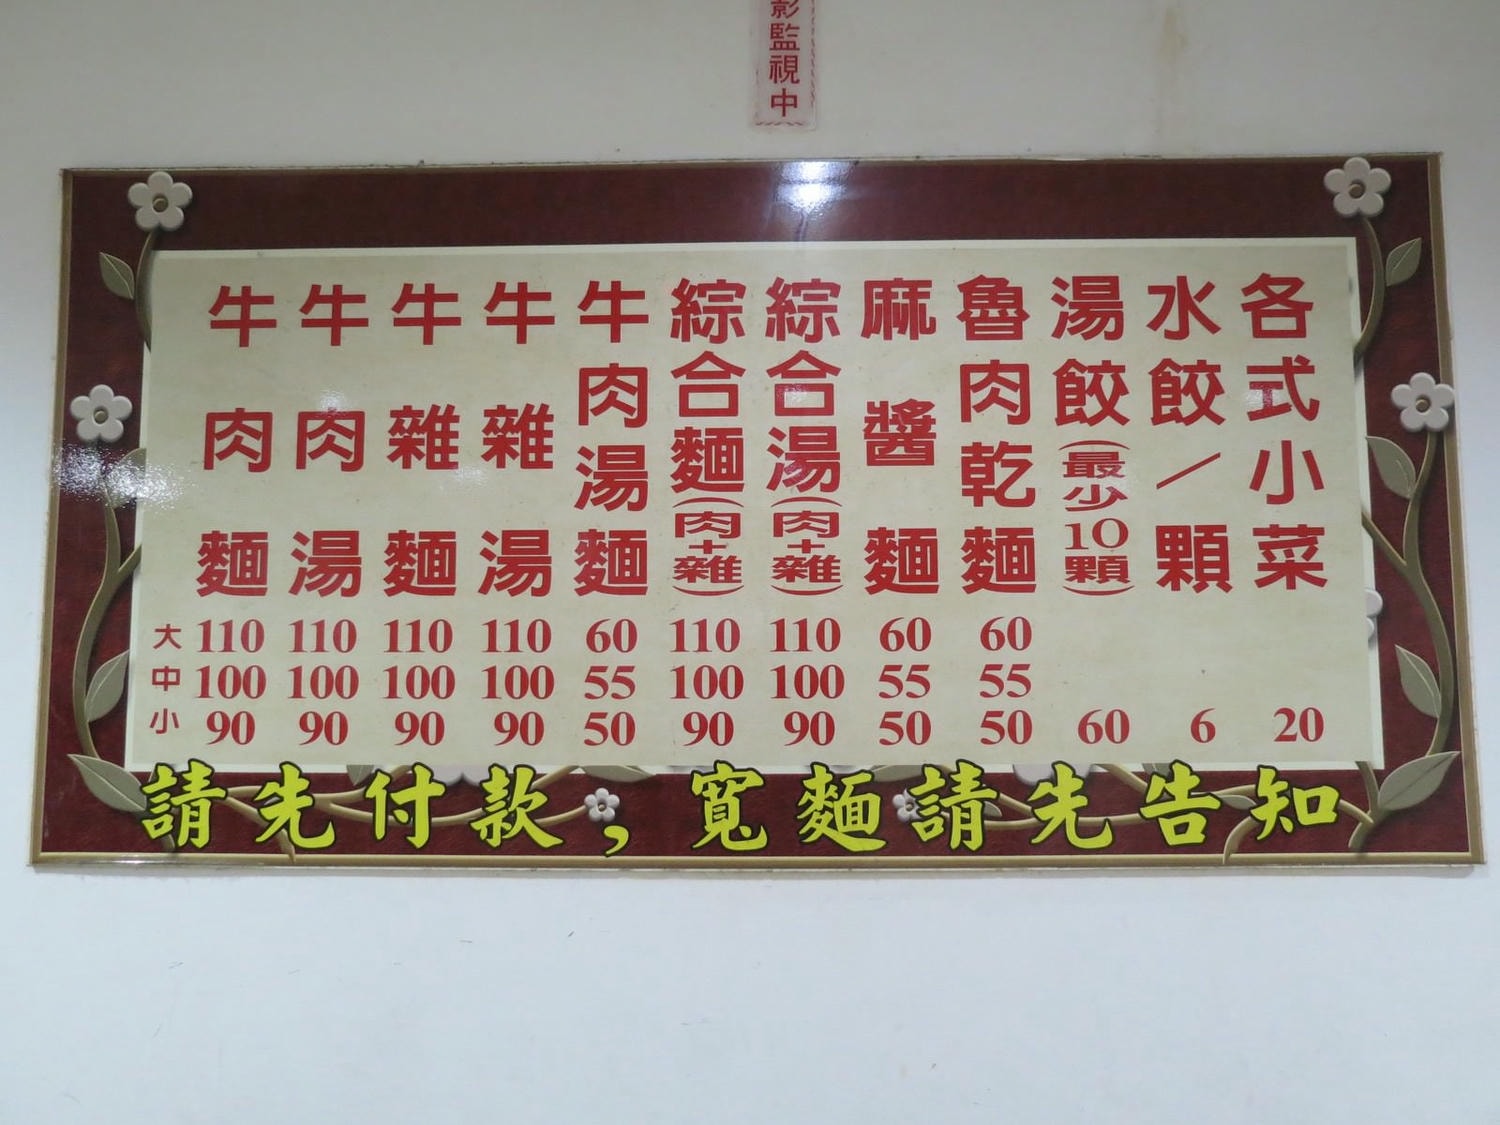 影監視中
牛肉麵 110 100 90
牛肉湯 110 100 90
牛雜麵 110 100 90
牛雜湯 110 100 90
牛肉湯麵 60 55 50
綜合麵(肉+雜) 110 100 90
綜合湯(肉+雜) 110 100 90
麻醬麵 60 55 50
魯肉乾麵 60 55 50
湯餃(最少10顆) 60
水餃/顆 6
各式小菜 20
大
中
小
請先付款,寬麵請先告知